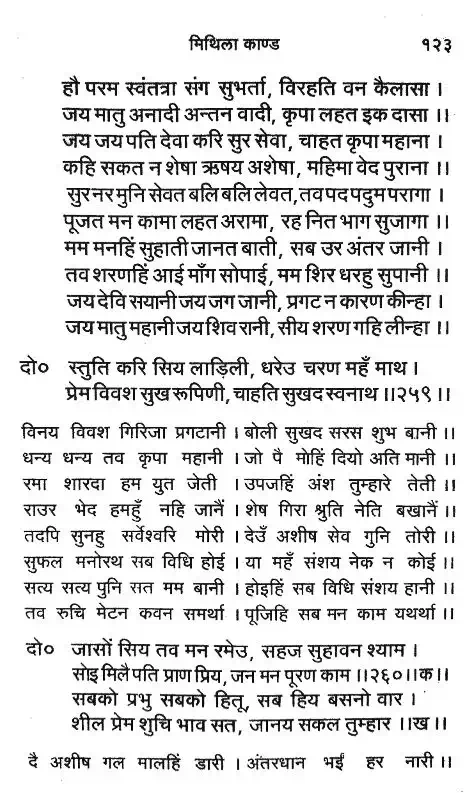 मिथिला काण्ड १२३
हौ परम स्वंतत्रा संग सुभर्ता, विरहति वन कैलासा ।
जय मातु अनादी अन्तन वादी, कृपा लहत इक दासा ।।
जय जय पति देवा करि सुर सेवा, चाहत कृपा महाना ।
कहि सकत न शेषा ऋषय अशेषा, महिमा वेद पुराना ।।
सुर नर मुनि सेवत बलि बलि लेवत, तव पद पदुम परागा ।
पूजत मन कामा लहत अरामा, रह नित भाग सुजागा ।।
मम मनहिं सुहाती जानत बाती, सब उर अंतर जानी ।
तव शरणहिं आई माँग सोपाई, मम शिर धरहु सुपानी ।।
जय देवि सयानी जय जग जानी, प्रगट न कारण कीन्हा ।
जय मातु महानी जय शिव रानी, सीय शरण गहि लीन्हा ।।
दो० स्तुति करि सिय लाड़िली, धरेउ चरण महँ माथ ।
प्रेम विवश सुख रूपिणी, चाहति सुखद स्वनाथ ।।२५९ ।।
विनय विवश गिरिजा प्रगटानी । बोली सुखद सरस शुभ बानी ।।
धन्य धन्य तव कृपा महानी । जो पै मोहिं दियो अति मानी ।।
रमा शारदा हम युत जेती । उपजहिं अंश तुम्हारे तेती ।।
राउर भेद हमहुँ नहि जानैं । शेष गिरा श्रुति नेति बखानैं ।।
तदपि सुनहु सर्वेश्वरि मोरी । देउँ अशीष सेव गुनि तोरी ।।
सुफल मनोरथ सब विधि होई । या महँ संशय नेक न कोई ।।
सत्य सत्य पुनि सत मम बानी । होइहिं सब विधि संशय हानी ।।
तव रुचि मेटन कवन समर्था । पूजिहि सब मन काम यथर्था ।।
दो० जासों सिय तव मन रमेउ, सहज सुहावन श्याम ।
सोइ मिलै पति प्राण प्रिय, जन मन पूरण काम ।।२६० ।।क ।।
सबको प्रभु सबको हितू, सब हिय बसनो वार ।
शील प्रेम शुचि भाव सत, जानय सकल तुम्हार ।।ख ।।
दै अशीष गल मालहिं डारी । अंतरधान भईं हर नारी ।।